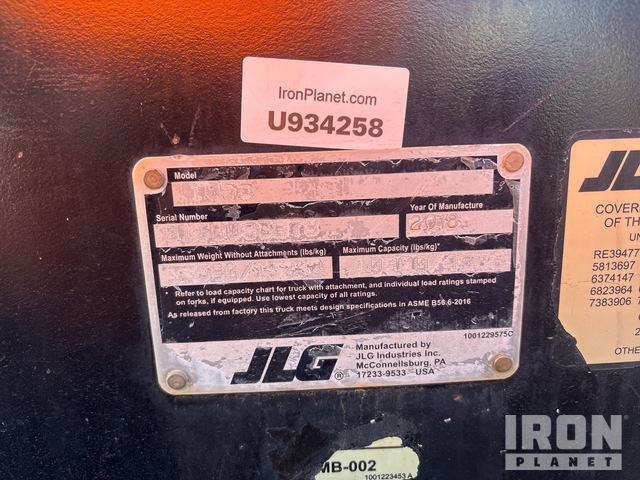 IronPlanet.com
U934258
Model
Serial Number
Year Of Manufacture
2018
Maximum Weight Without Attachments (lbs/kg)
Maximum Capacity (lbs/kg)*
* Refer to load capacity chart for truck with attachment, and individual load ratings stamped
on forks, if equipped. Use lowest capacity of all ratings.
As released from factory this truck meets design specifications in ASME B56.6-2016
1001229575C
JLG ®
Manufactured by
JLG Industries Inc.
McConnellsburg, PA
17233-9533 USA
MB-002
1001223453 A
JLG
COVER
OF TH
UN
RE39477
5813697
6374147
6823964
7383906
2
OTHE
IRON
PLANET